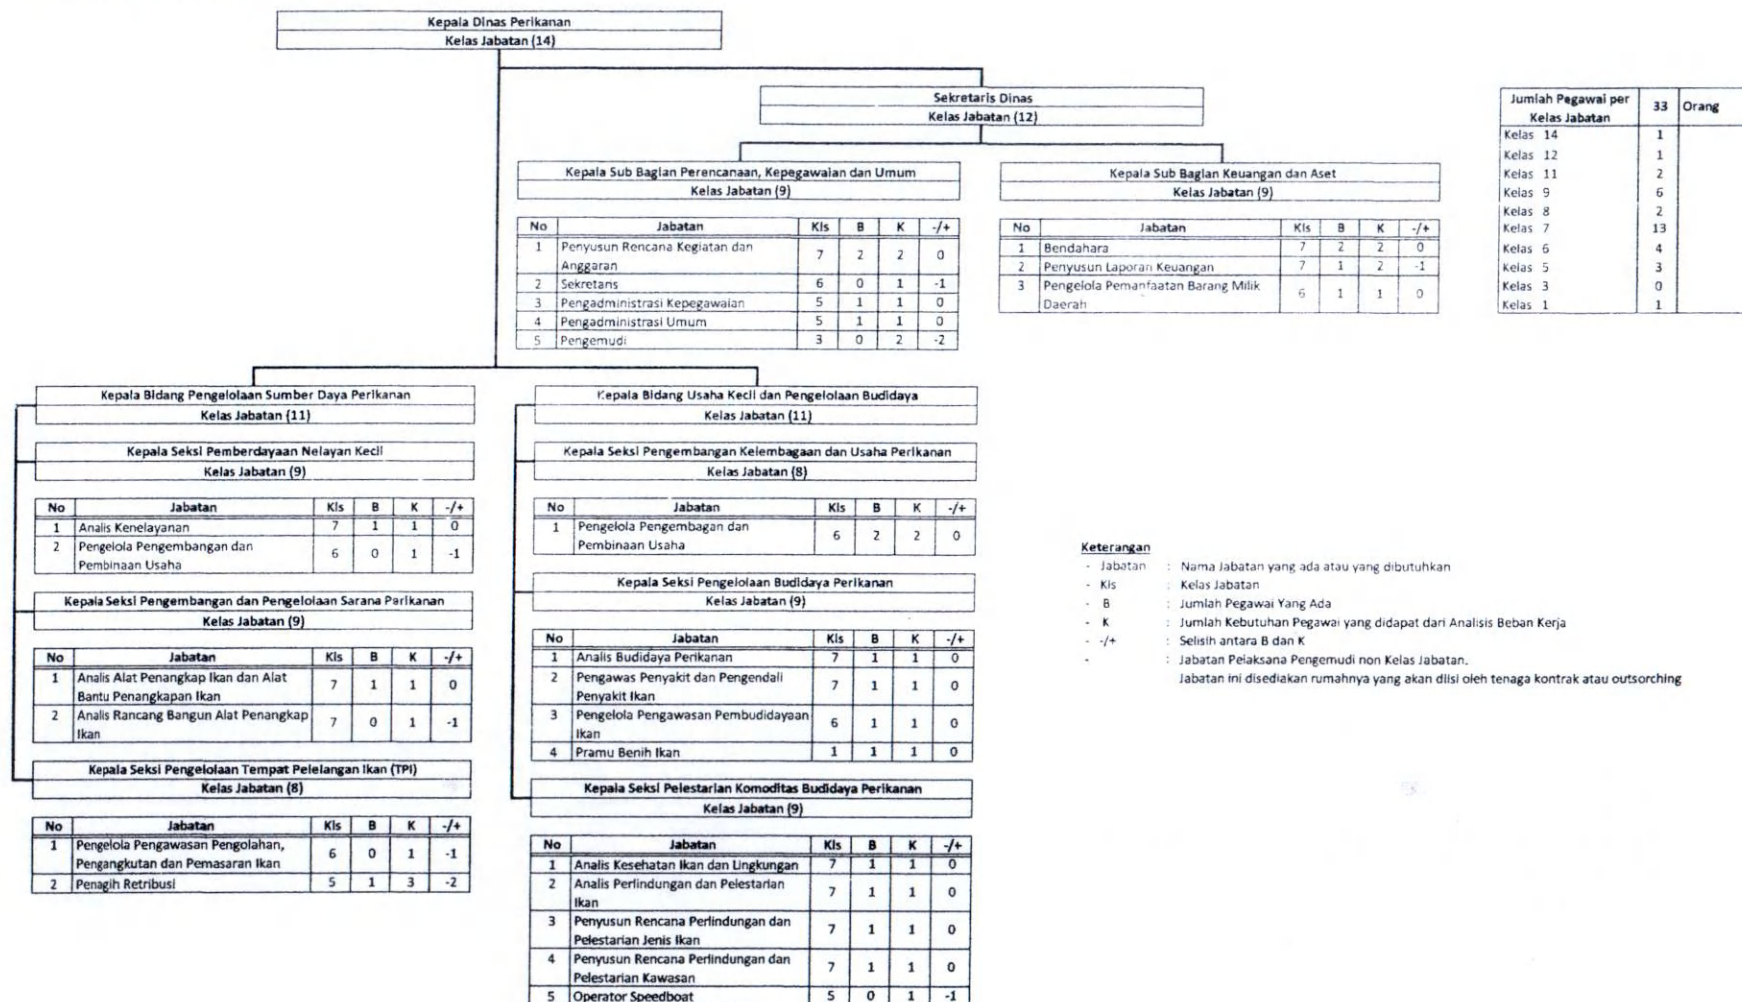 Kepala Dinas Perikanan
Kelas Jabatan (14)
Sekretaris Dinas
Kelas Jabatan (12)
Jumlah Pegawai per Kelas Jabatan 33 Orang
Kelas 14 1
Kelas 12 1
Kelas 11 2
Kelas 9 6
Kelas 8 2
Kelas 7 13
Kelas 6 4
Kelas 5 3
Kelas 3 0
Kelas 1 1
Kepala Sub Bagian Perencanaan, Kepegawaian dan Umum
Kelas Jabatan (9)
No Jabatan Kls B K -/+
1 Penyusun Rencana Kegiatan dan
Anggaran 7 2 2 0
2 Sekretans 6 0 1 -1
3 Pengadministrasi Kepegawaian 5 1 1 0
4 Pengadministrasi Umum 5 1 1 0
5 Pengemudi 3 0 2 -2
Kepala Sub Bagian Keuangan dan Aset
Kelas Jabatan (9)
No Jabatan Kls B K -/+
1 Bendahara 7 2 2 0
2 Penyusun Laporan Keuangan 7 1 2 -1
3 Pengelola Pemanfaatan Barang Milik
Daerah 6 1 1 0
Kepala Bidang Pengelolaan Sumber Daya Perikanan
Kelas Jabatan (11)
Kepala Seksi Pemberdayaan Nelayan Kecil
Kelas Jabatan (9)
No Jabatan Kls B K -/+
1 Analis Kenelayanan 7 1 1 0
2 Pengelola Pengembangan dan
Pembinaan Usaha 6 0 1 -1
Kepala Seksi Pengembangan dan Pengelolaan Sarana Perikanan
Kelas Jabatan (9)
No Jabatan Kls B K -/+
1 Analis Alat Penangkap Ikan dan Alat
Bantu Penangkapan Ikan 7 1 1 0
2 Analis Rancang Bangun Alat Penangkap
Ikan 7 0 1 -1
Kepala Seksi Pengelolaan Tempat Pelelangan Ikan (TPI)
Kelas Jabatan (8)
No Jabatan Kls B K -/+
1 Pengelola Pengawasan Pengolahan,
Pengangkutan dan Pemasaran Ikan 6 0 1 -1
2 Penagih Retribusi 5 1 3 -2
Kepala Bidang Usaha Kecil dan Pengelolaan Budidaya
Kelas Jabatan (11)
Kepala Seksi Pengembangan Kelembagaan dan Usaha Perikanan
Kelas Jabatan (8)
No Jabatan Kls B K -/+
1 Pengelola Pengembagan dan
Pembinaan Usaha 6 2 2 0
Kepala Seksi Pengelolaan Budidaya Perikanan
Kelas Jabatan (9)
No Jabatan Kls B K -/+
1 Analis Budidaya Perikanan 7 1 1 0
2 Pengawas Penyakit dan Pengendali
Penyakit Ikan 7 1 1 0
3 Pengelola Pengawasan Pembudidayaan
Ikan 6 1 1 0
4 Pramu Benih Ikan 1 1 1 0
Kepala Seksi Pelestarian Komoditas Budidaya Perikanan
Kelas Jabatan (9)
No Jabatan Kls B K -/+
1 Analis Kesehatan Ikan dan Lingkungan 7 1 1 0
2 Analis Perlindungan dan Pelestarian
Ikan 7 1 1 0
3 Penyusun Rencana Perlindungan dan
Pelestarian Jenis Ikan 7 1 1 0
4 Penyusun Rencana Perlindungan dan
Pelestarian Kawasan 7 1 1 0
5 Operator Speedboat 5 0 1 -1
Keterangan
- Jabatan : Nama Jabatan yang ada atau yang dibutuhkan
- Kls : Kelas Jabatan
- B : Jumlah Pegawai Yang Ada
- K : Jumlah Kebutuhan Pegawai yang didapat dari Analisis Beban Kerja
- -/+ : Selisih antara B dan K
- : Jabatan Pelaksana Pengemudi non Kelas Jabatan.
Jabatan ini disediakan rumahnya yang akan diisi oleh tenaga kontrak atau outsorching